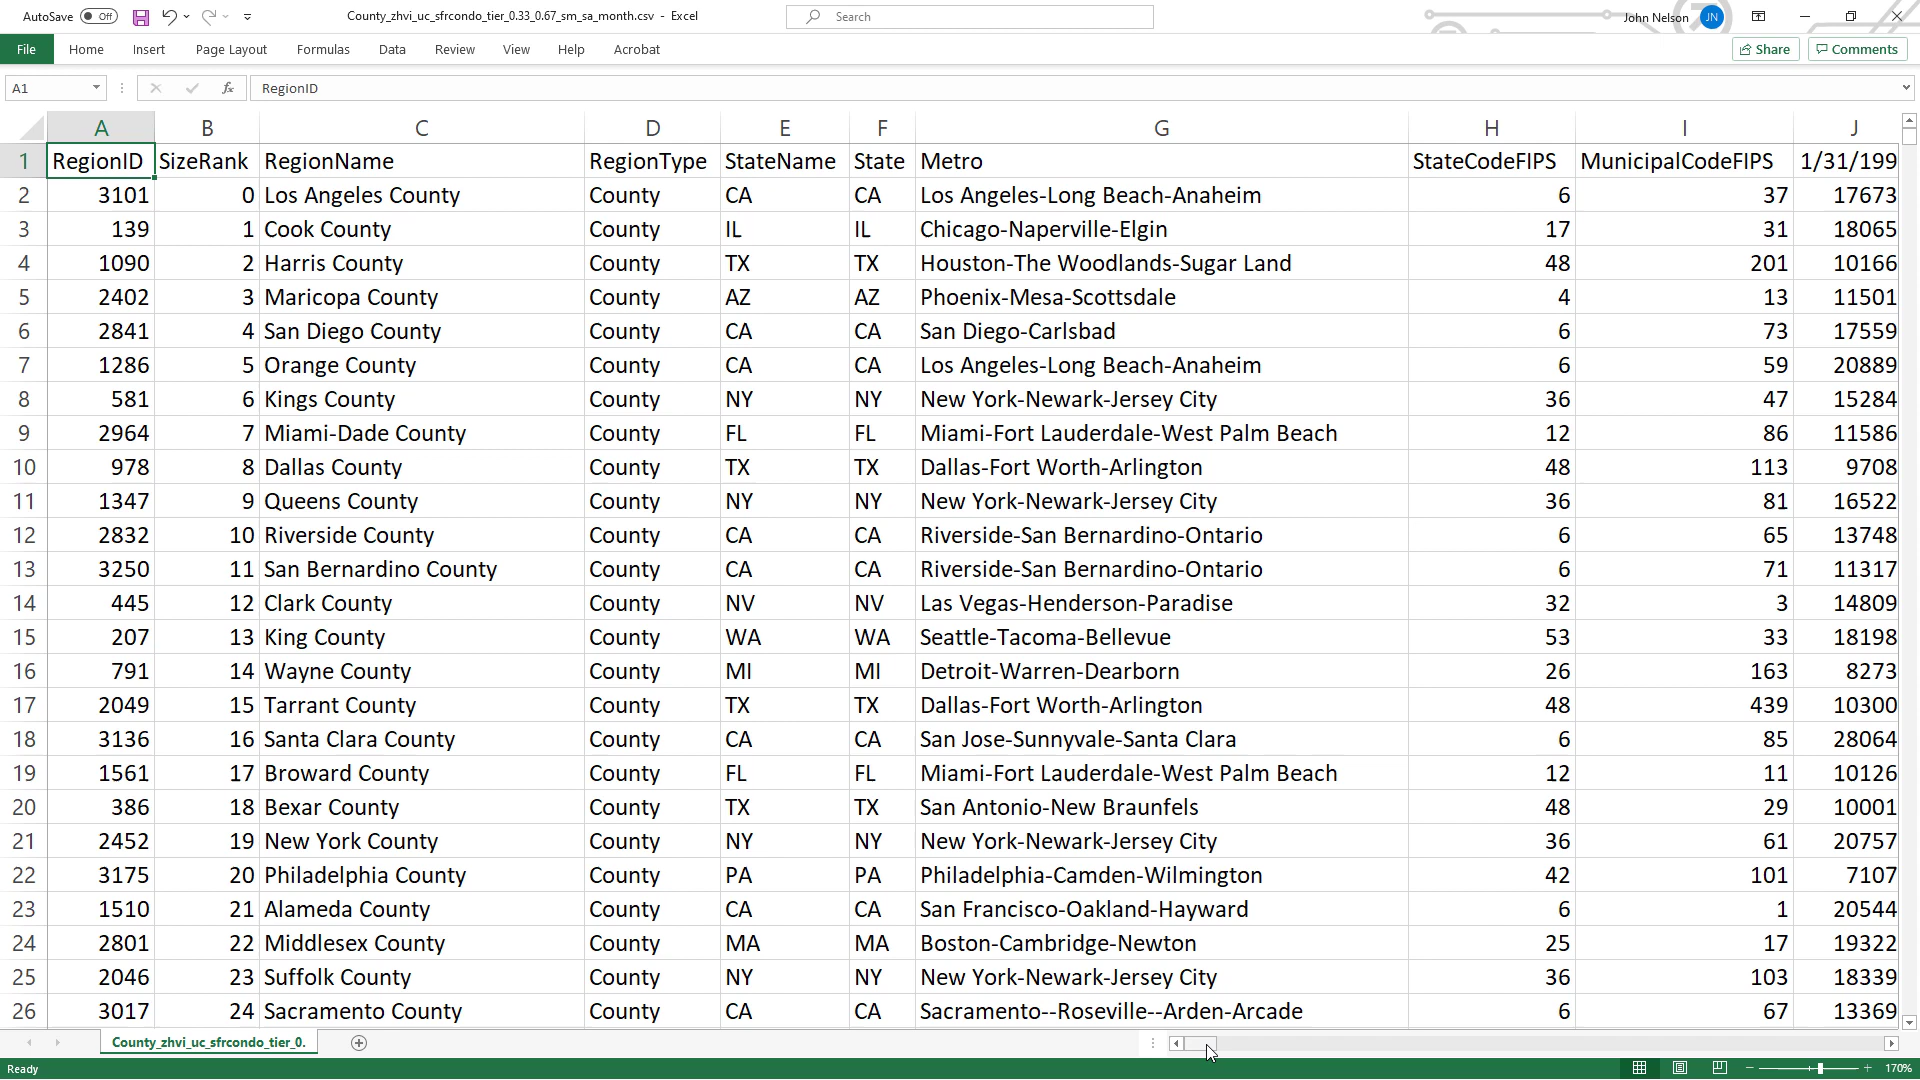 AutoSave Off County_zhvi_uc_sfrcondo_tier_0.33_0.67_sm_sa_month.csv - Excel Search John Nelson JN
File Home Insert Page Layout Formulas Data Review View Help Acrobat Share Comments
A1 fx RegionID
A B C D E F G H I J
1 RegionID SizeRank RegionName RegionType StateName State Metro StateCodeFIPS MunicipalCodeFIPS 1/31/199
2 3101 0 Los Angeles County County CA CA Los Angeles-Long Beach-Anaheim 6 37 17673
3 139 1 Cook County County IL IL Chicago-Naperville-Elgin 17 31 18065
4 1090 2 Harris County County TX TX Houston-The Woodlands-Sugar Land 48 201 10166
5 2402 3 Maricopa County County AZ AZ Phoenix-Mesa-Scottsdale 4 13 11501
6 2841 4 San Diego County County CA CA San Diego-Carlsbad 6 73 17559
7 1286 5 Orange County County CA CA Los Angeles-Long Beach-Anaheim 6 59 20889
8 581 6 Kings County County NY NY New York-Newark-Jersey City 36 47 15284
9 2964 7 Miami-Dade County County FL FL Miami-Fort Lauderdale-West Palm Beach 12 86 11586
10 978 8 Dallas County County TX TX Dallas-Fort Worth-Arlington 48 113 9708
11 1347 9 Queens County County NY NY New York-Newark-Jersey City 36 81 16522
12 2832 10 Riverside County County CA CA Riverside-San Bernardino-Ontario 6 65 13748
13 3250 11 San Bernardino County County CA CA Riverside-San Bernardino-Ontario 6 71 11317
14 445 12 Clark County County NV NV Las Vegas-Henderson-Paradise 32 3 14809
15 207 13 King County County WA WA Seattle-Tacoma-Bellevue 53 33 18198
16 791 14 Wayne County County MI MI Detroit-Warren-Dearborn 26 163 8273
17 2049 15 Tarrant County County TX TX Dallas-Fort Worth-Arlington 48 439 10300
18 3136 16 Santa Clara County County CA CA San Jose-Sunnyvale-Santa Clara 6 85 28064
19 1561 17 Broward County County FL FL Miami-Fort Lauderdale-West Palm Beach 12 11 10126
20 386 18 Bexar County County TX TX San Antonio-New Braunfels 48 29 10001
21 2452 19 New York County County NY NY New York-Newark-Jersey City 36 61 20757
22 3175 20 Philadelphia County County PA PA Philadelphia-Camden-Wilmington 42 101 7107
23 1510 21 Alameda County County CA CA San Francisco-Oakland-Hayward 6 1 20544
24 2801 22 Middlesex County County MA MA Boston-Cambridge-Newton 25 17 19322
25 2046 23 Suffolk County County NY NY New York-Newark-Jersey City 36 103 18339
26 3017 24 Sacramento County County CA CA Sacramento--Roseville--Arden-Arcade 6 67 13369
County_zhvi_uc_sfrcondo_tier_0.
Ready 170%